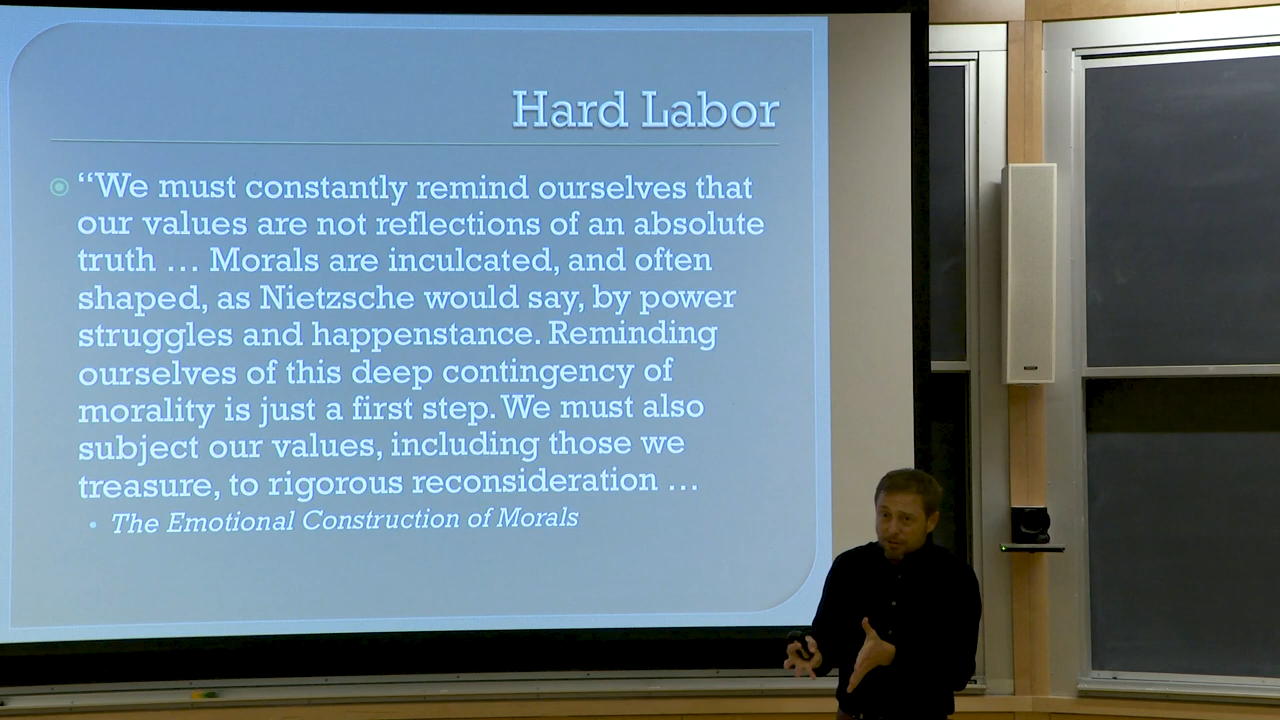 Hard Labor
“We must constantly remind ourselves that
our values are not reflections of an absolute
truth … Morals are inculcated, and often
shaped, as Nietzsche would say, by power
struggles and happenstance. Reminding
ourselves of this deep contingency of
morality is just a first step. We must also
subject our values, including those we
treasure, to rigorous reconsideration …
• The Emotional Construction of Morals